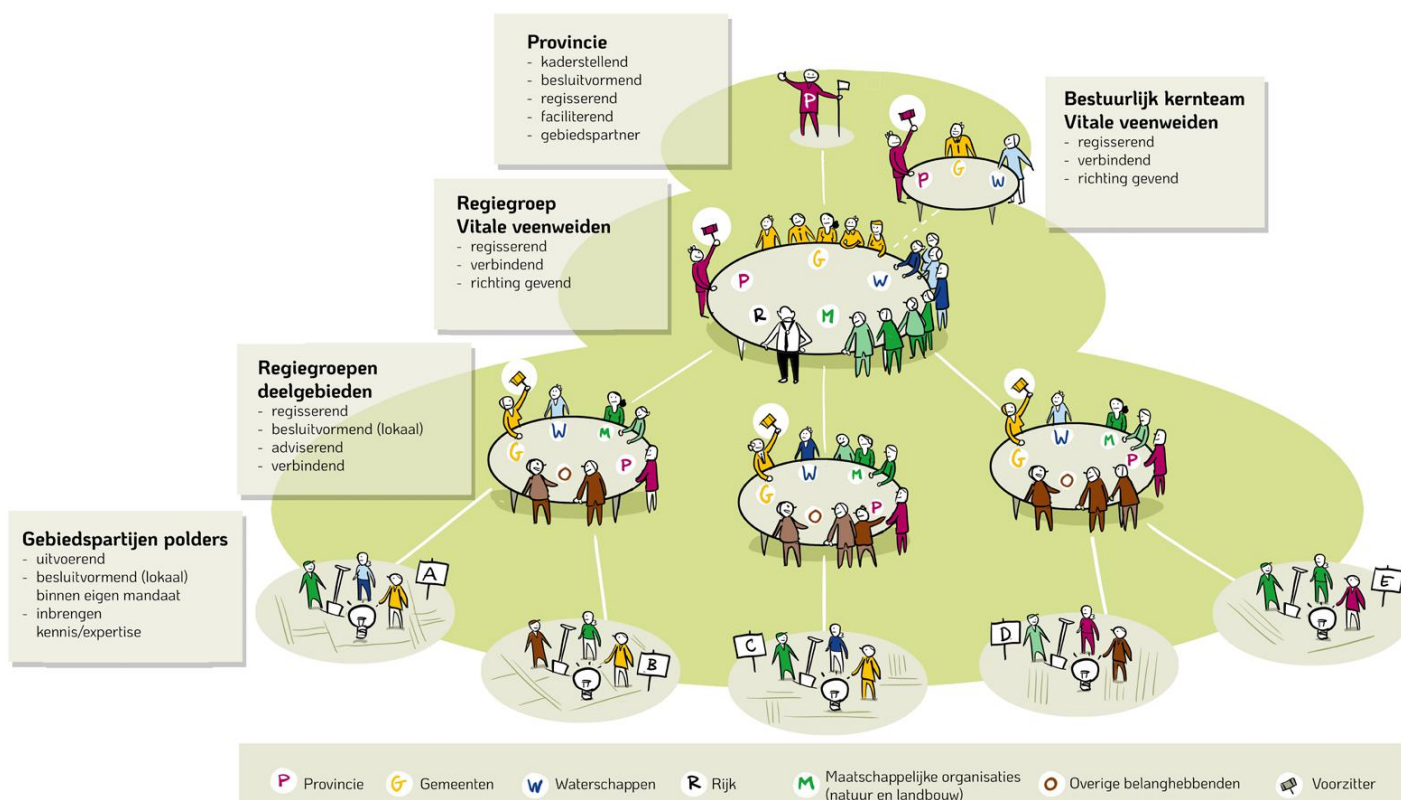 Provincie
- kaderstellend
- besluitvormend
- regisserend
- faciliterend
- gebiedspartner
Bestuurlijk kernteam
Vitale veenweiden
- regisserend
- verbindend
- richting gevend
P
P
G
W
Regiegroep
Vitale veenweiden
- regisserend
- verbindend
- richting gevend
P
G
W
R
M
Regiegroepen
deelgebieden
- regisserend
- besluitvormend (lokaal)
- adviserend
- verbindend
G
W
M
O
P
G
W
M
O
P
G
W
M
O
P
Gebiedspartijen polders
- uitvoerend
- besluitvormend (lokaal)
binnen eigen mandaat
- inbrengen
kennis/expertise
A
B
C
D
E
P Provincie
G Gemeenten
W Waterschappen
R Rijk
M Maatschappelijke organisaties
(natuur en landbouw)
O Overige belanghebbenden
Voorzitter